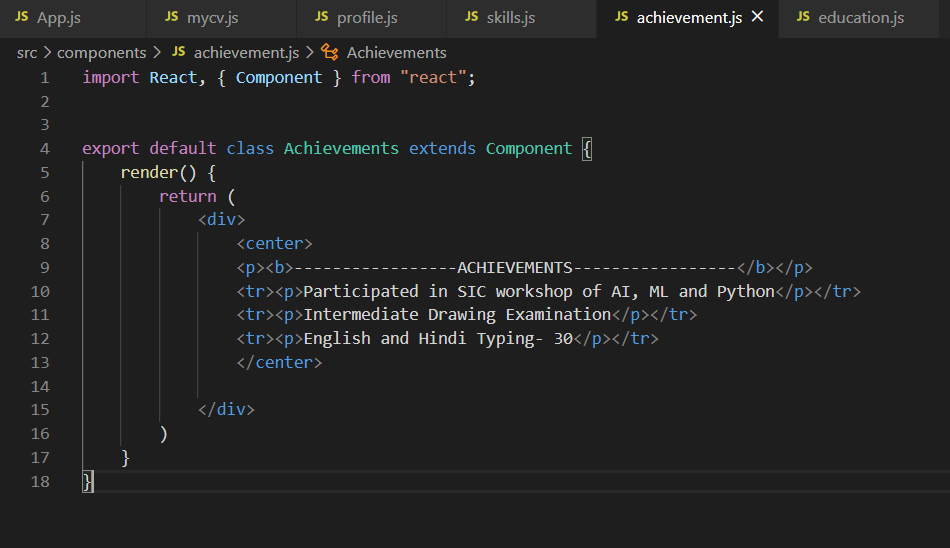 JS App.js JS mycv.js JS profile.js JS skills.js JS achievement.js × JS education.js
src > components > JS achievement.js > Achievements
1 import React, { Component } from "react";
2
3
4 export default class Achievements extends Component {
5     render() {
6         return (
7             <div>
8                 <center>
9                 <p><b>-----------------ACHIEVEMENTS-----------------</b></p>
10                 <tr><p>Participated in SIC workshop of AI, ML and Python</p></tr>
11                 <tr><p>Intermediate Drawing Examination</p></tr>
12                 <tr><p>English and Hindi Typing- 30</p></tr>
13                 </center>
14
15             </div>
16         )
17     }
18 }